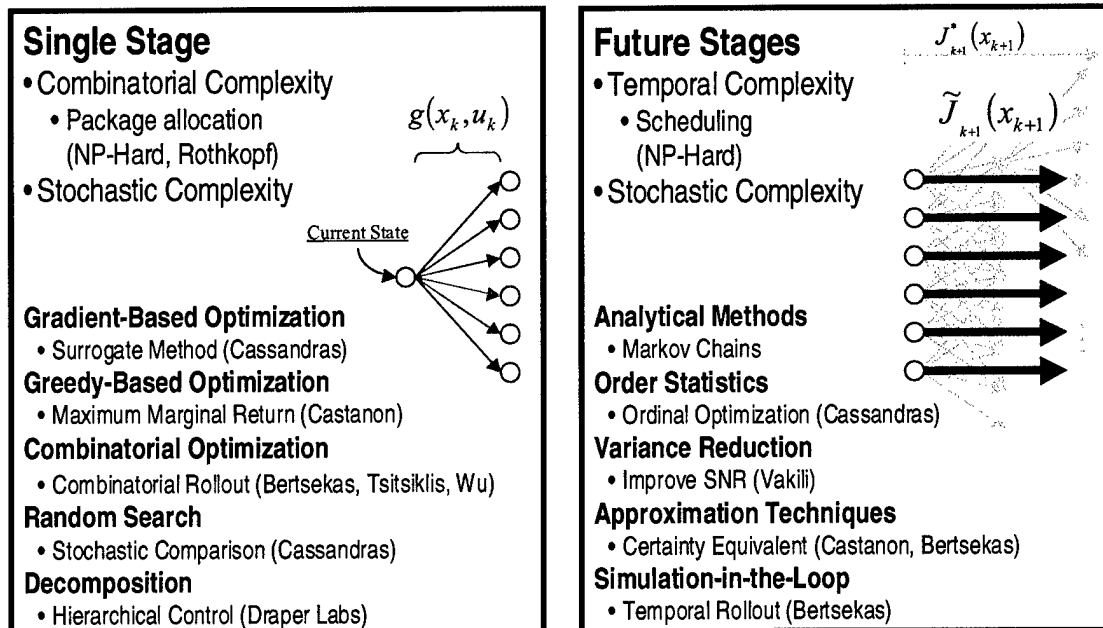 Single Stage
• Combinatorial Complexity
• Package allocation
(NP-Hard, Rothkopf)
• Stochastic Complexity
g(x_k, u_k)
Current State
Gradient-Based Optimization
• Surrogate Method (Cassandras)
Greedy-Based Optimization
• Maximum Marginal Return (Castanon)
Combinatorial Optimization
• Combinatorial Rollout (Bertsekas, Tsitsiklis, Wu)
Random Search
• Stochastic Comparison (Cassandras)
Decomposition
• Hierarchical Control (Draper Labs)
Future Stages
• Temporal Complexity
• Scheduling
(NP-Hard)
• Stochastic Complexity
J*_{k+1}(x_{k+1})
J̃_{k+1}(x_{k+1})
Analytical Methods
• Markov Chains
Order Statistics
• Ordinal Optimization (Cassandras)
Variance Reduction
• Improve SNR (Vakili)
Approximation Techniques
• Certainty Equivalent (Castanon, Bertsekas)
Simulation-in-the-Loop
• Temporal Rollout (Bertsekas)